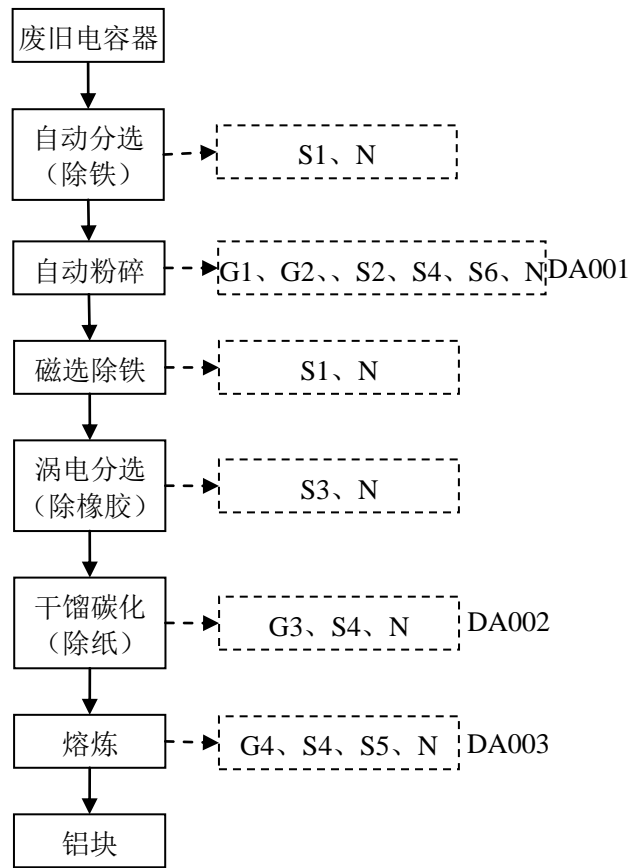 废旧电容器
自动分选
（除铁）
S1、N
自动粉碎
G1、G2、、S2、S4、S6、N
DA001
磁选除铁
S1、N
涡电分选
（除橡胶）
S3、N
干馏碳化
（除纸）
G3、S4、N
DA002
熔炼
G4、S4、S5、N
DA003
铝块